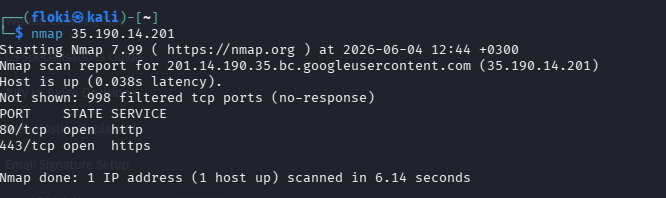 ┌──(floki㉿kali)-[~]
└─$ nmap 35.190.14.201
Starting Nmap 7.99 ( https://nmap.org ) at 2026-06-04 12:44 +0300
Nmap scan report for 201.14.190.35.bc.googleusercontent.com (35.190.14.201)
Host is up (0.038s latency).
Not shown: 998 filtered tcp ports (no-response)
PORT    STATE SERVICE
80/tcp  open  http
443/tcp open  https
Email Signature Setup
Nmap done: 1 IP address (1 host up) scanned in 6.14 seconds